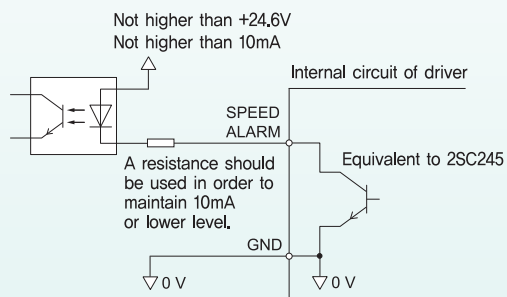 Not higher than +24.6V
Not higher than 10mA
Internal circuit of driver
SPEED
ALARM
A resistance should
be used in order to
maintain 10mA
or lower level.
Equivalent to 2SC245
GND
0 V
0 V